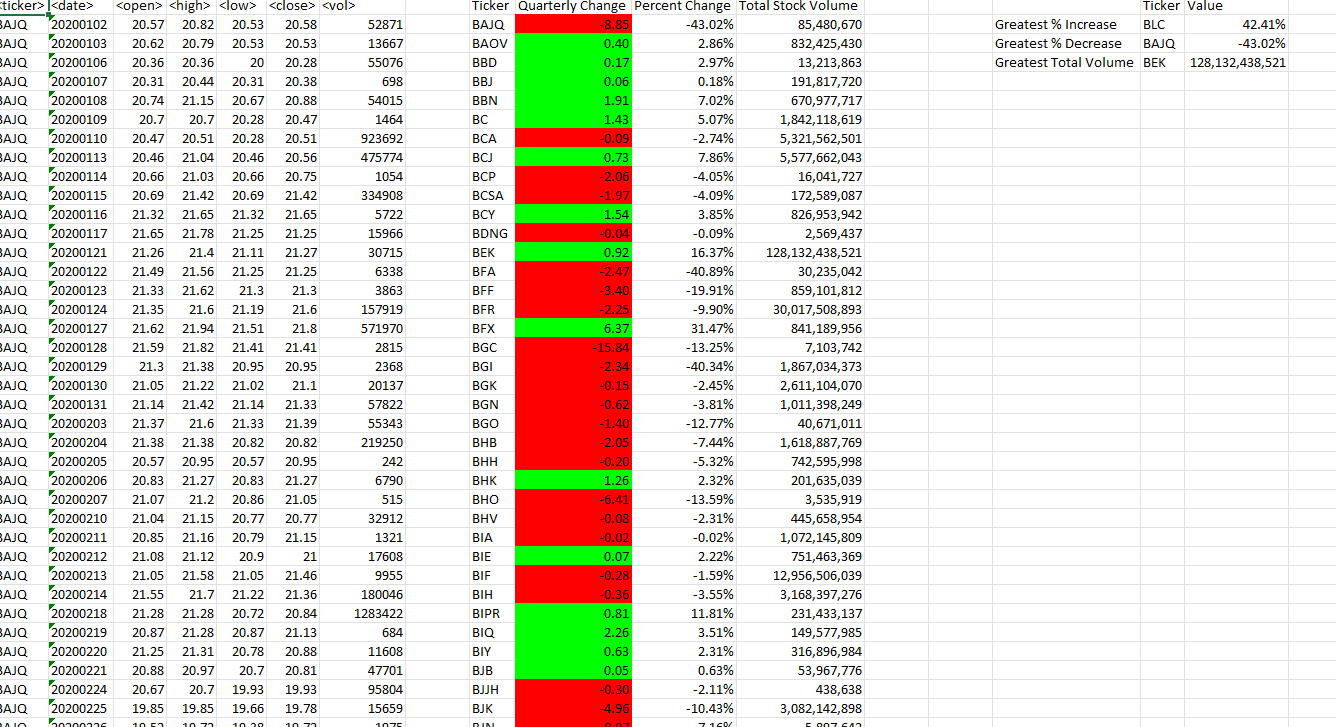 <ticker> <date> <open> <high> <low> <close> <vol> Ticker Quarterly Change Percent Change Total Stock Volume Ticker Value
BAJQ 20200102 20.57 20.82 20.53 20.58 52871 BAJQ -8.85 -43.02% 85,480,670 Greatest % Increase BLC 42.41%
BAJQ 20200103 20.62 20.79 20.53 20.53 13667 BAOV 0.40 2.86% 832,425,430 Greatest % Decrease BAJQ -43.02%
BAJQ 20200106 20.36 20.36 20 20.28 55076 BBD 0.17 2.97% 13,213,863 Greatest Total Volume BEK 128,132,438,521
BAJQ 20200107 20.31 20.44 20.31 20.38 698 BBJ 0.06 0.18% 191,817,720
BAJQ 20200108 20.74 21.15 20.67 20.88 54015 BBN 1.91 7.02% 670,977,717
BAJQ 20200109 20.7 20.7 20.28 20.47 1464 BC 1.43 5.07% 1,842,118,619
BAJQ 20200110 20.47 20.51 20.28 20.51 923692 BCA -0.09 -2.74% 5,321,562,501
BAJQ 20200113 20.46 21.04 20.46 20.56 475774 BCJ 0.73 7.86% 5,577,662,043
BAJQ 20200114 20.66 21.03 20.66 20.75 1054 BCP -2.06 -4.05% 16,041,727
BAJQ 20200115 20.69 21.42 20.69 21.42 334908 BCSA -1.97 -4.09% 172,589,087
BAJQ 20200116 21.32 21.65 21.32 21.65 5722 BCY 1.54 3.85% 826,953,942
BAJQ 20200117 21.65 21.78 21.25 21.25 15966 BDNG -0.04 -0.09% 2,569,437
BAJQ 20200121 21.26 21.4 21.11 21.27 30715 BEK 0.92 16.37% 128,132,438,521
BAJQ 20200122 21.49 21.56 21.25 21.25 6338 BFA -2.47 -40.89% 30,235,042
BAJQ 20200123 21.33 21.62 21.3 21.3 3863 BFF -3.40 -19.91% 859,101,812
BAJQ 20200124 21.35 21.6 21.19 21.6 157919 BFR -2.25 -9.90% 30,017,508,893
BAJQ 20200127 21.62 21.94 21.51 21.8 571970 BFX 6.37 31.47% 841,189,956
BAJQ 20200128 21.59 21.82 21.41 21.41 2815 BGC -15.84 -13.25% 7,103,742
BAJQ 20200129 21.3 21.38 20.95 20.95 2368 BGI -2.34 -40.34% 1,867,034,373
BAJQ 20200130 21.05 21.22 21.02 21.1 20137 BGK -0.15 -2.45% 2,611,104,070
BAJQ 20200131 21.14 21.42 21.14 21.33 57822 BGN -0.62 -3.81% 1,011,398,249
BAJQ 20200203 21.37 21.6 21.33 21.39 55343 BGO -1.40 -12.77% 40,671,011
BAJQ 20200204 21.38 21.38 20.82 20.82 219250 BHB -2.05 -7.44% 1,618,887,769
BAJQ 20200205 20.57 20.95 20.57 20.95 242 BHH -0.20 -5.32% 742,595,998
BAJQ 20200206 20.83 21.27 20.83 21.27 6790 BHK 1.26 2.32% 201,635,039
BAJQ 20200207 21.07 21.2 20.86 21.05 515 BHO -6.41 -13.59% 3,535,919
BAJQ 20200210 21.04 21.15 20.77 20.77 32912 BHV -0.08 -2.31% 445,658,954
BAJQ 20200211 20.85 21.16 20.79 21.15 1321 BIA -0.02 -0.02% 1,072,145,809
BAJQ 20200212 21.08 21.12 20.9 21 17608 BIE 0.07 2.22% 751,463,369
BAJQ 20200213 21.05 21.58 21.05 21.46 9955 BIF -0.28 -1.59% 12,956,506,039
BAJQ 20200214 21.55 21.7 21.22 21.36 180046 BIH -0.36 -3.55% 3,168,397,276
BAJQ 20200218 21.28 21.28 20.72 20.84 1283422 BIPR 0.81 11.81% 231,433,137
BAJQ 20200219 20.87 21.28 20.87 21.13 684 BIQ 2.26 3.51% 149,577,985
BAJQ 20200220 21.25 21.31 20.78 20.88 11608 BIY 0.63 2.31% 316,896,984
BAJQ 20200221 20.88 20.97 20.7 20.81 47701 BJB 0.05 0.63% 53,967,776
BAJQ 20200224 20.67 20.7 19.93 19.93 95804 BJJH -0.30 -2.11% 438,638
BAJQ 20200225 19.85 19.85 19.66 19.78 15659 BJK -4.96 -10.43% 3,082,142,898